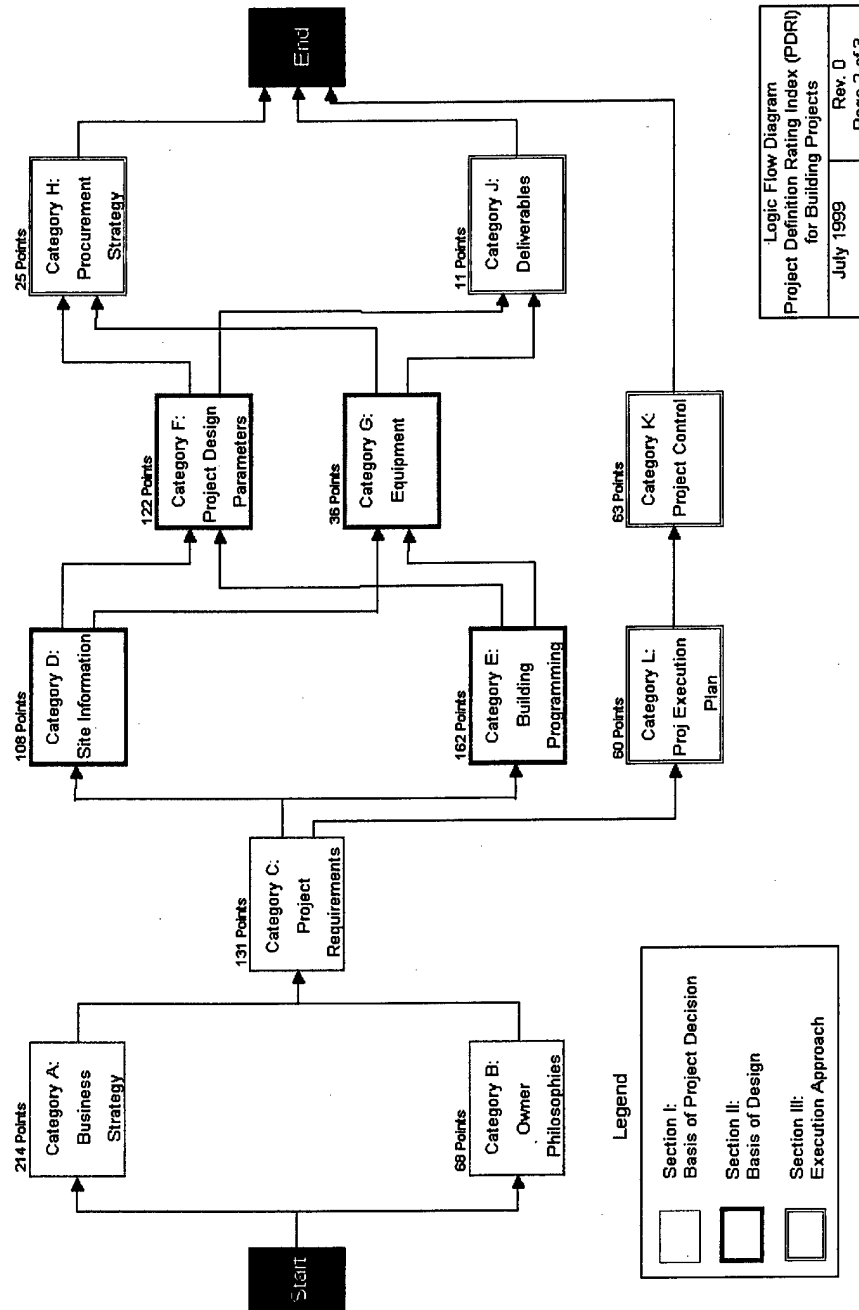 Start
214 Points
Category A:
Business
Strategy
68 Points
Category B:
Owner
Philosophies
131 Points
Category C:
Project
Requirements
108 Points
Category D:
Site Information
162 Points
Category E:
Building
Programming
60 Points
Category L:
Proj Execution
Plan
122 Points
Category F:
Project Design
Parameters
36 Points
Category G:
Equipment
63 Points
Category K:
Project Control
25 Points
Category H:
Procurement
Strategy
11 Points
Category J:
Deliverables
End
Legend
Section I:
Basis of Project Decision
Section II:
Basis of Design
Section III:
Execution Approach
Logic Flow Diagram
Project Definition Rating Index (PDRI)
for Building Projects
July 1999
Rev. 0